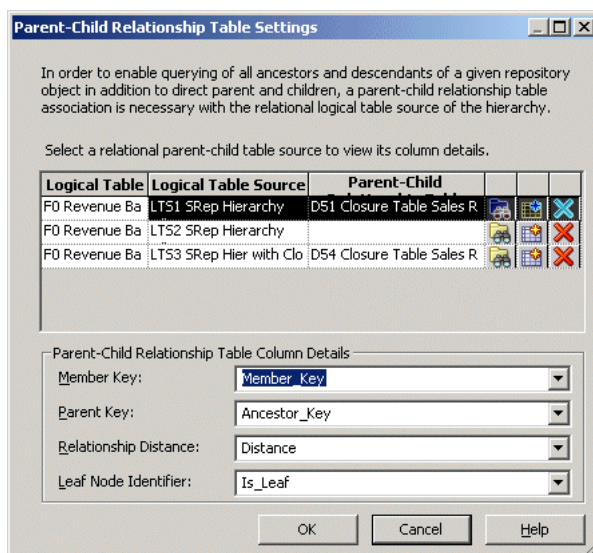 Parent-Child Relationship Table Settings
In order to enable querying of all ancestors and descendants of a given repository
object in addition to direct parent and children, a parent-child relationship table
association is necessary with the relational logical table source of the hierarchy.
Select a relational parent-child table source to view its column details.
Logical Table Logical Table Source Parent-Child
F0 Revenue Ba LTS1 SRep Hierarchy D51 Closure Table Sales R
F0 Revenue Ba LTS2 SRep Hierarchy
F0 Revenue Ba LTS3 SRep Hier with Clo D54 Closure Table Sales R
Parent-Child Relationship Table Column Details
Member Key: Member_Key
Parent Key: Ancestor_Key
Relationship Distance: Distance
Leaf Node Identifier: Is_Leaf
OK Cancel Help